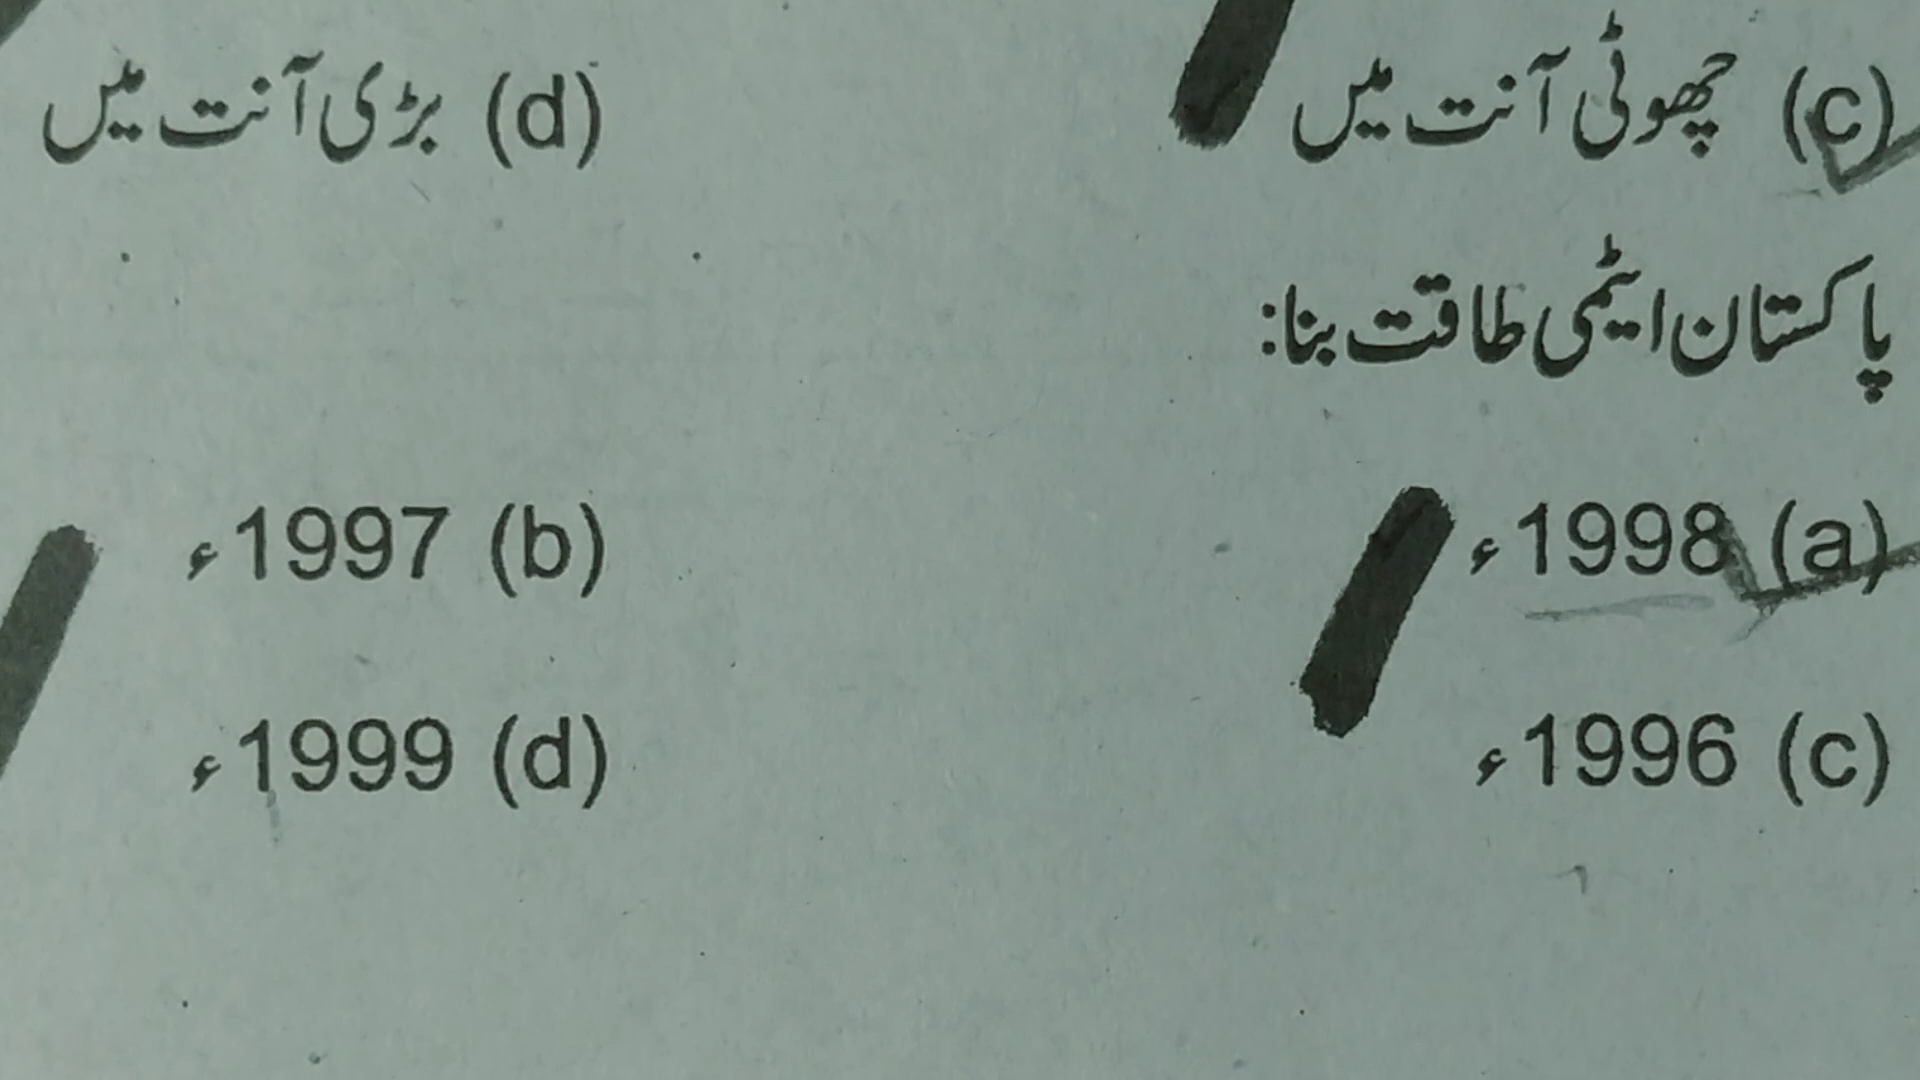 (c) چھوٹی آنت میں (d) بڑی آنت میں
پاکستان ایٹمی طاقت بنا:
(a) 1998ء (b) 1997ء
(c) 1996ء (d) 1999ء